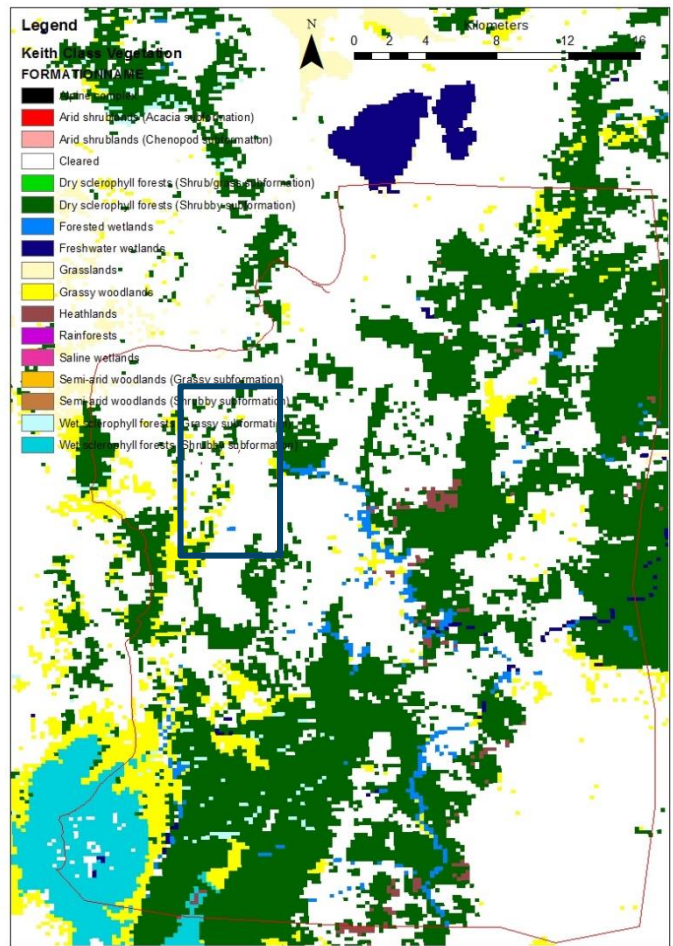 Legend
Keith Class Vegetation
FORMATIONNAME
Alpine complex
Arid shrublands (Acacia subformation)
Arid shrublands (Chenopod subformation)
Cleared
Dry sclerophyll forests (Shrub/grass subformation)
Dry sclerophyll forests (Shrubby subformation)
Forested wetlands
Freshwater wetlands
Grasslands
Grassy woodlands
Heathlands
Rainforests
Saline wetlands
Semi-arid woodlands (Grassy subformation)
Semi-arid woodlands (Shrubby subformation)
Wet sclerophyll forests (Grassy subformation)
Wet sclerophyll forests (Shrubby subformation)
N
Kilometers
0 2 4 8 12 16